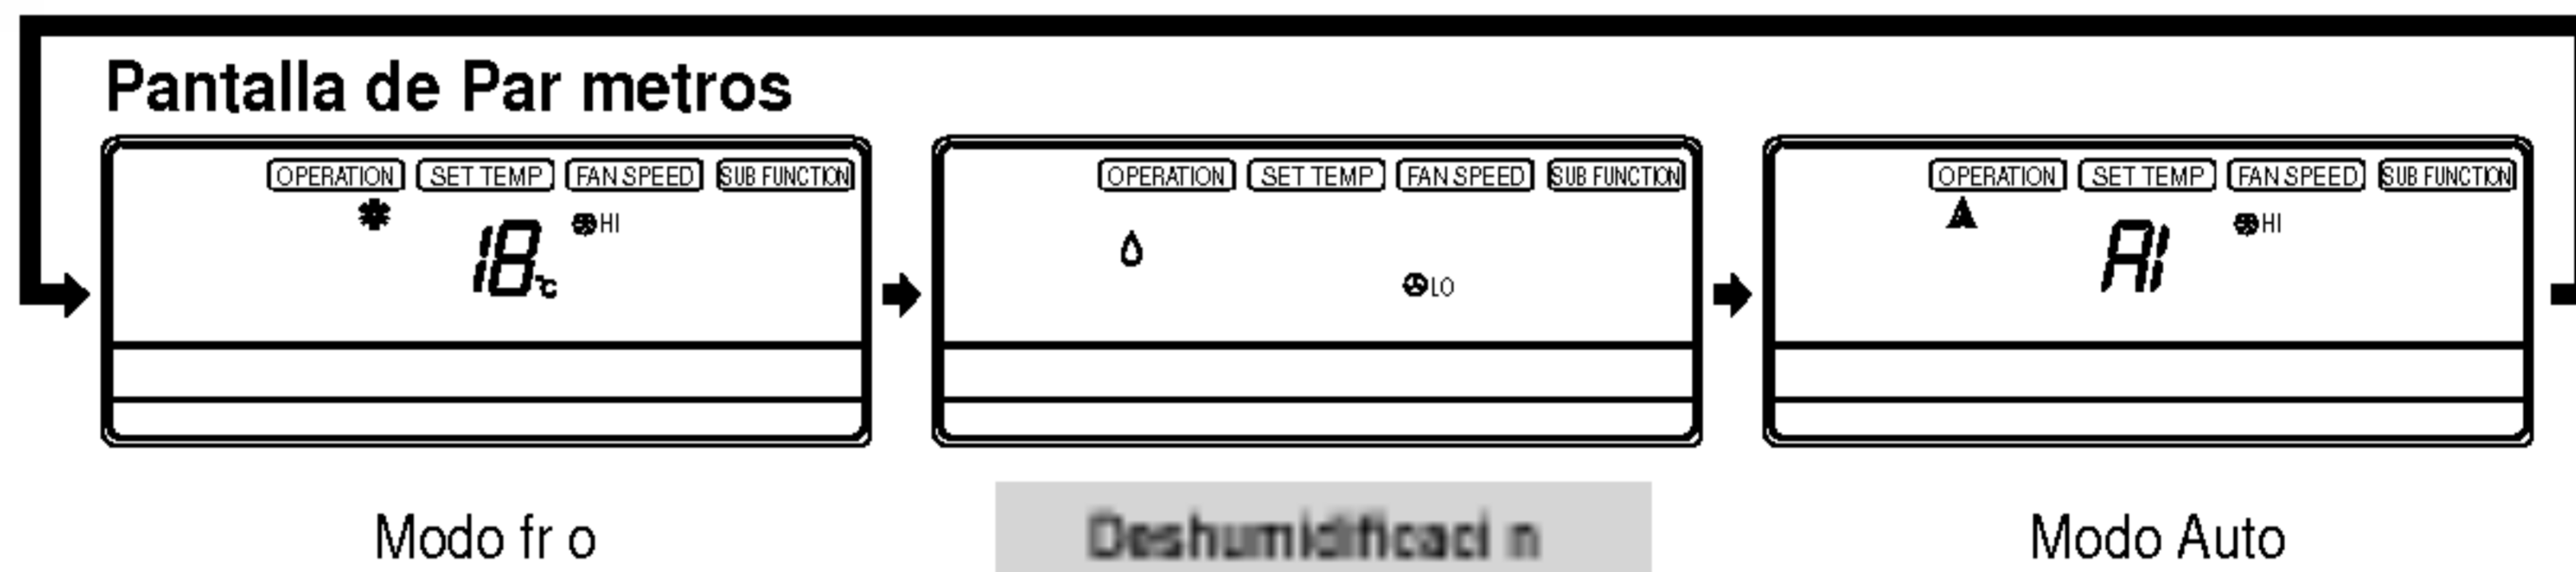 Pantalla de Par metros
OPERATION SET TEMP FAN SPEED SUB FUNCTION
18°C HI
OPERATION SET TEMP FAN SPEED SUB FUNCTION
LO
OPERATION SET TEMP FAN SPEED SUB FUNCTION
AI HI
Modo fr o
Deshumidificaci n
Modo Auto